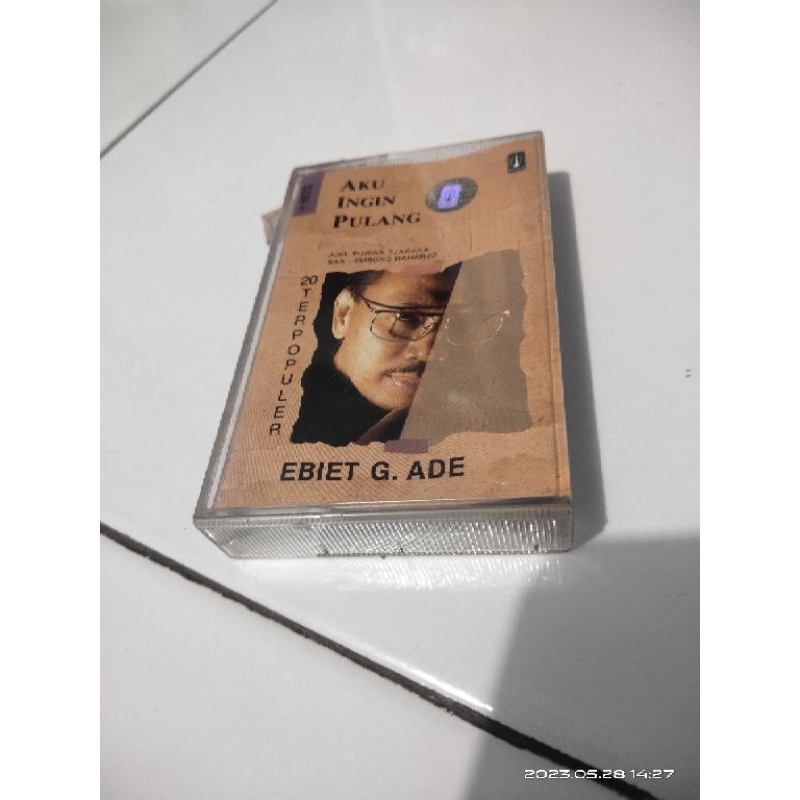 AKU
INGIN
PULANG
20 TERPOPULER
EBIET G. ADE
2023.05.28 14:27